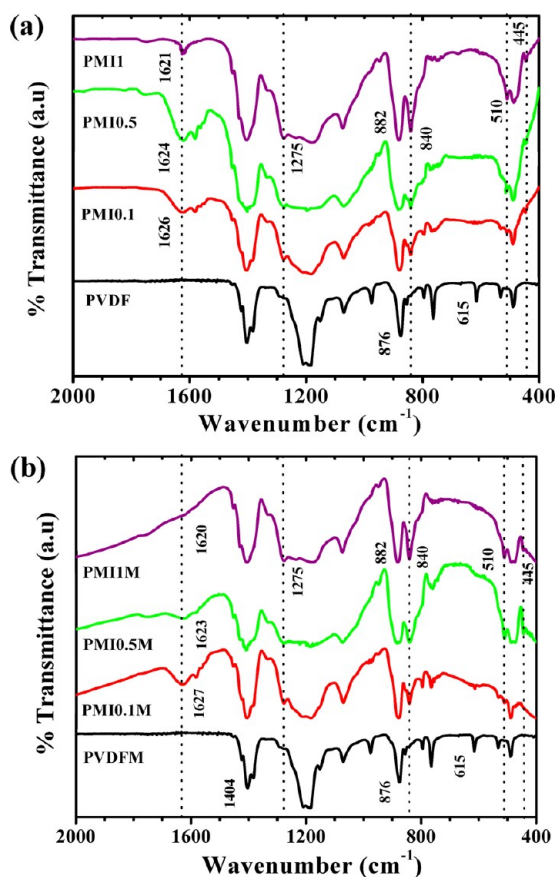 (a)
% Transmittance (a.u)
PMI1
PMI0.5
PMI0.1
PVDF
1621
1624
1626
1275
882
876
840
615
510
445
2000 1600 1200 800 400
Wavenumber (cm-1)
(b)
% Transmittance (a.u)
PMI1M
PMI0.5M
PMI0.1M
PVDFM
1620
1623
1627
1404
1275
882
876
840
615
510
445
2000 1600 1200 800 400
Wavenumber (cm-1)